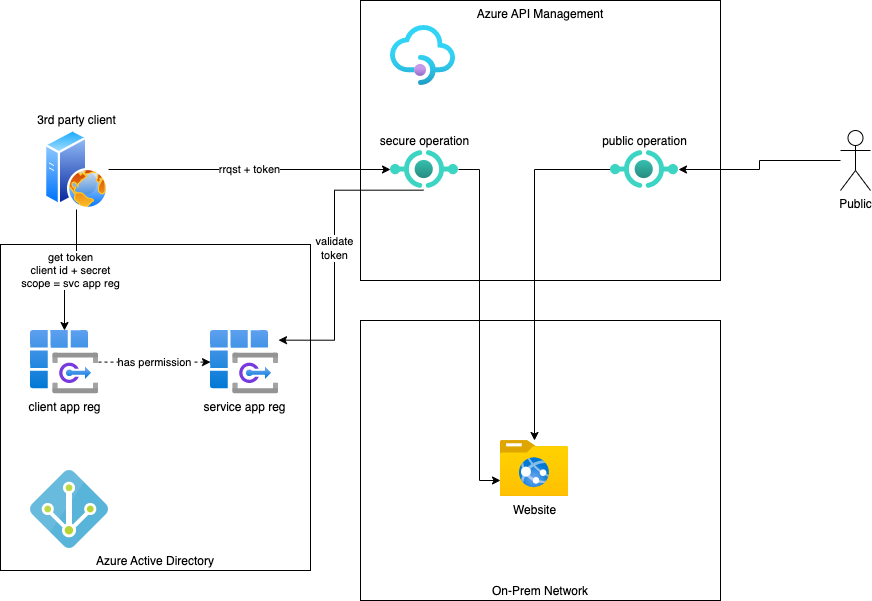 Azure API Management
3rd party client
secure operation
public operation
rrqst + token
Public
validate
token
get token
client id + secret
scope = svc app reg
has permission
client app reg
service app reg
Website
Azure Active Directory
On-Prem Network